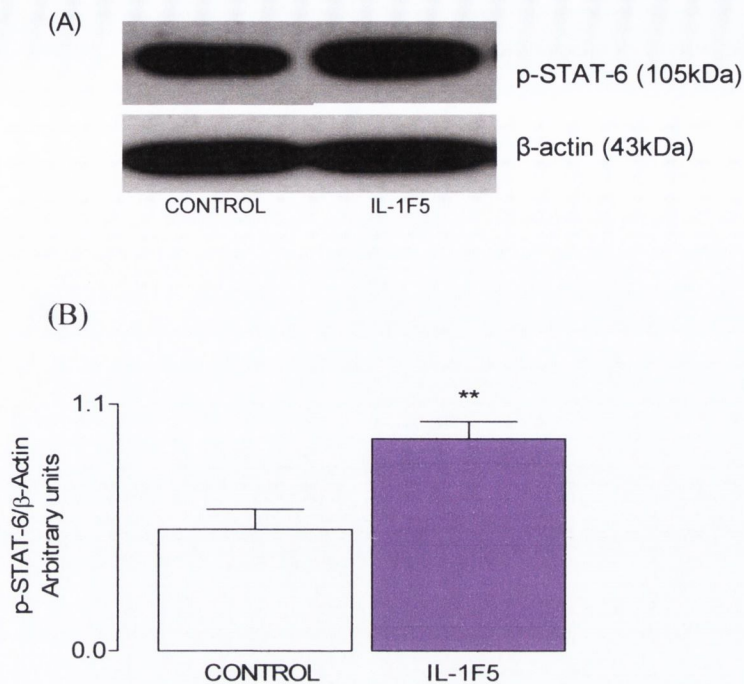 (A)
p-STAT-6 (105kDa)
β-actin (43kDa)
CONTROL IL-1F5
(B)
**
1.1
0.0
p-STAT-6/β-Actin
Arbitrary units
CONTROL IL-1F5